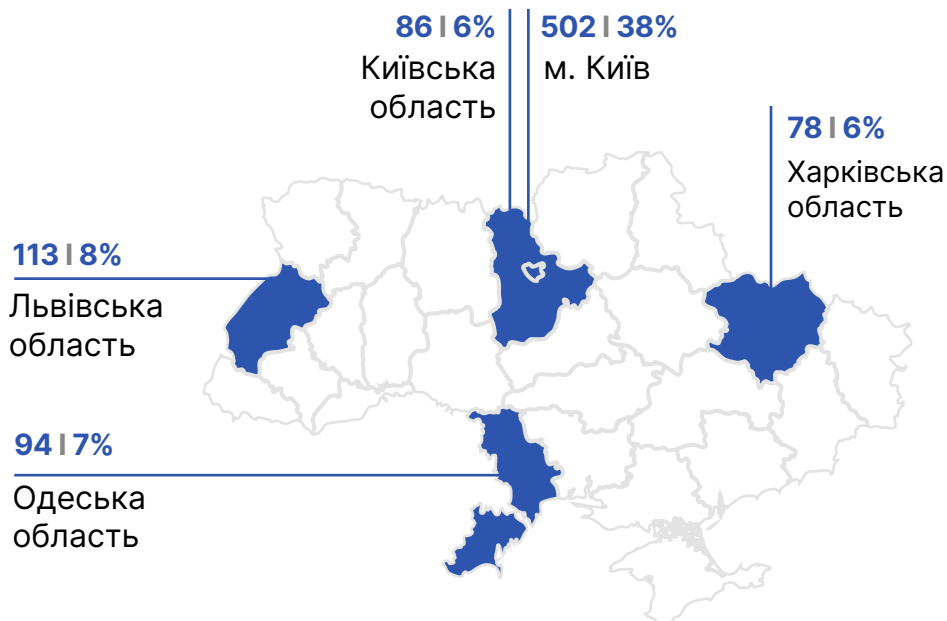 86 | 6%
Київська
область
502 | 38%
м. Київ
78 | 6%
Харківська
область
113 | 8%
Львівська
область
94 | 7%
Одеська
область